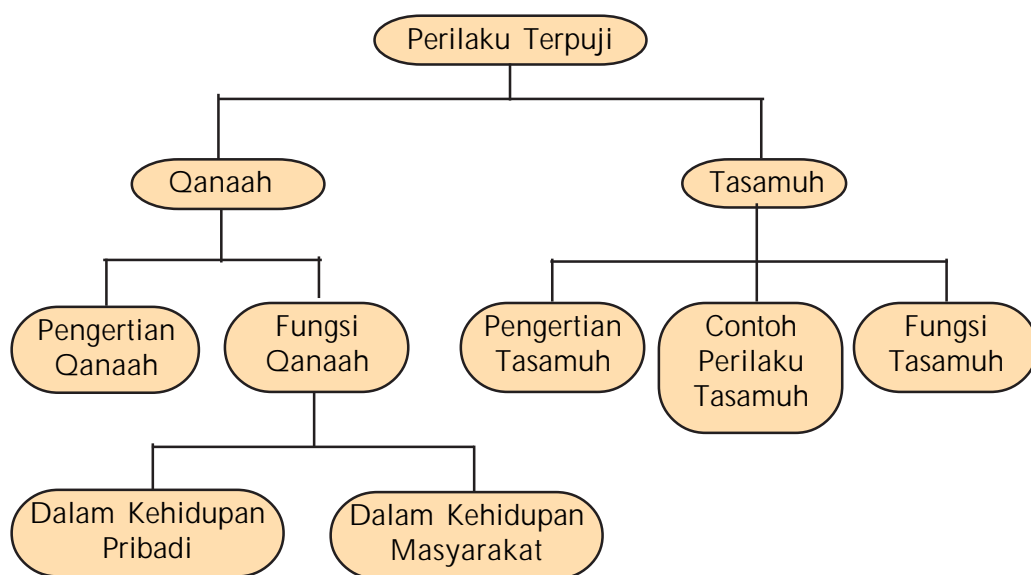 Perilaku Terpuji
Qanaah
Tasamuh
Pengertian
Qanaah
Fungsi
Qanaah
Pengertian
Tasamuh
Contoh
Perilaku
Tasamuh
Fungsi
Tasamuh
Dalam Kehidupan
Pribadi
Dalam Kehidupan
Masyarakat